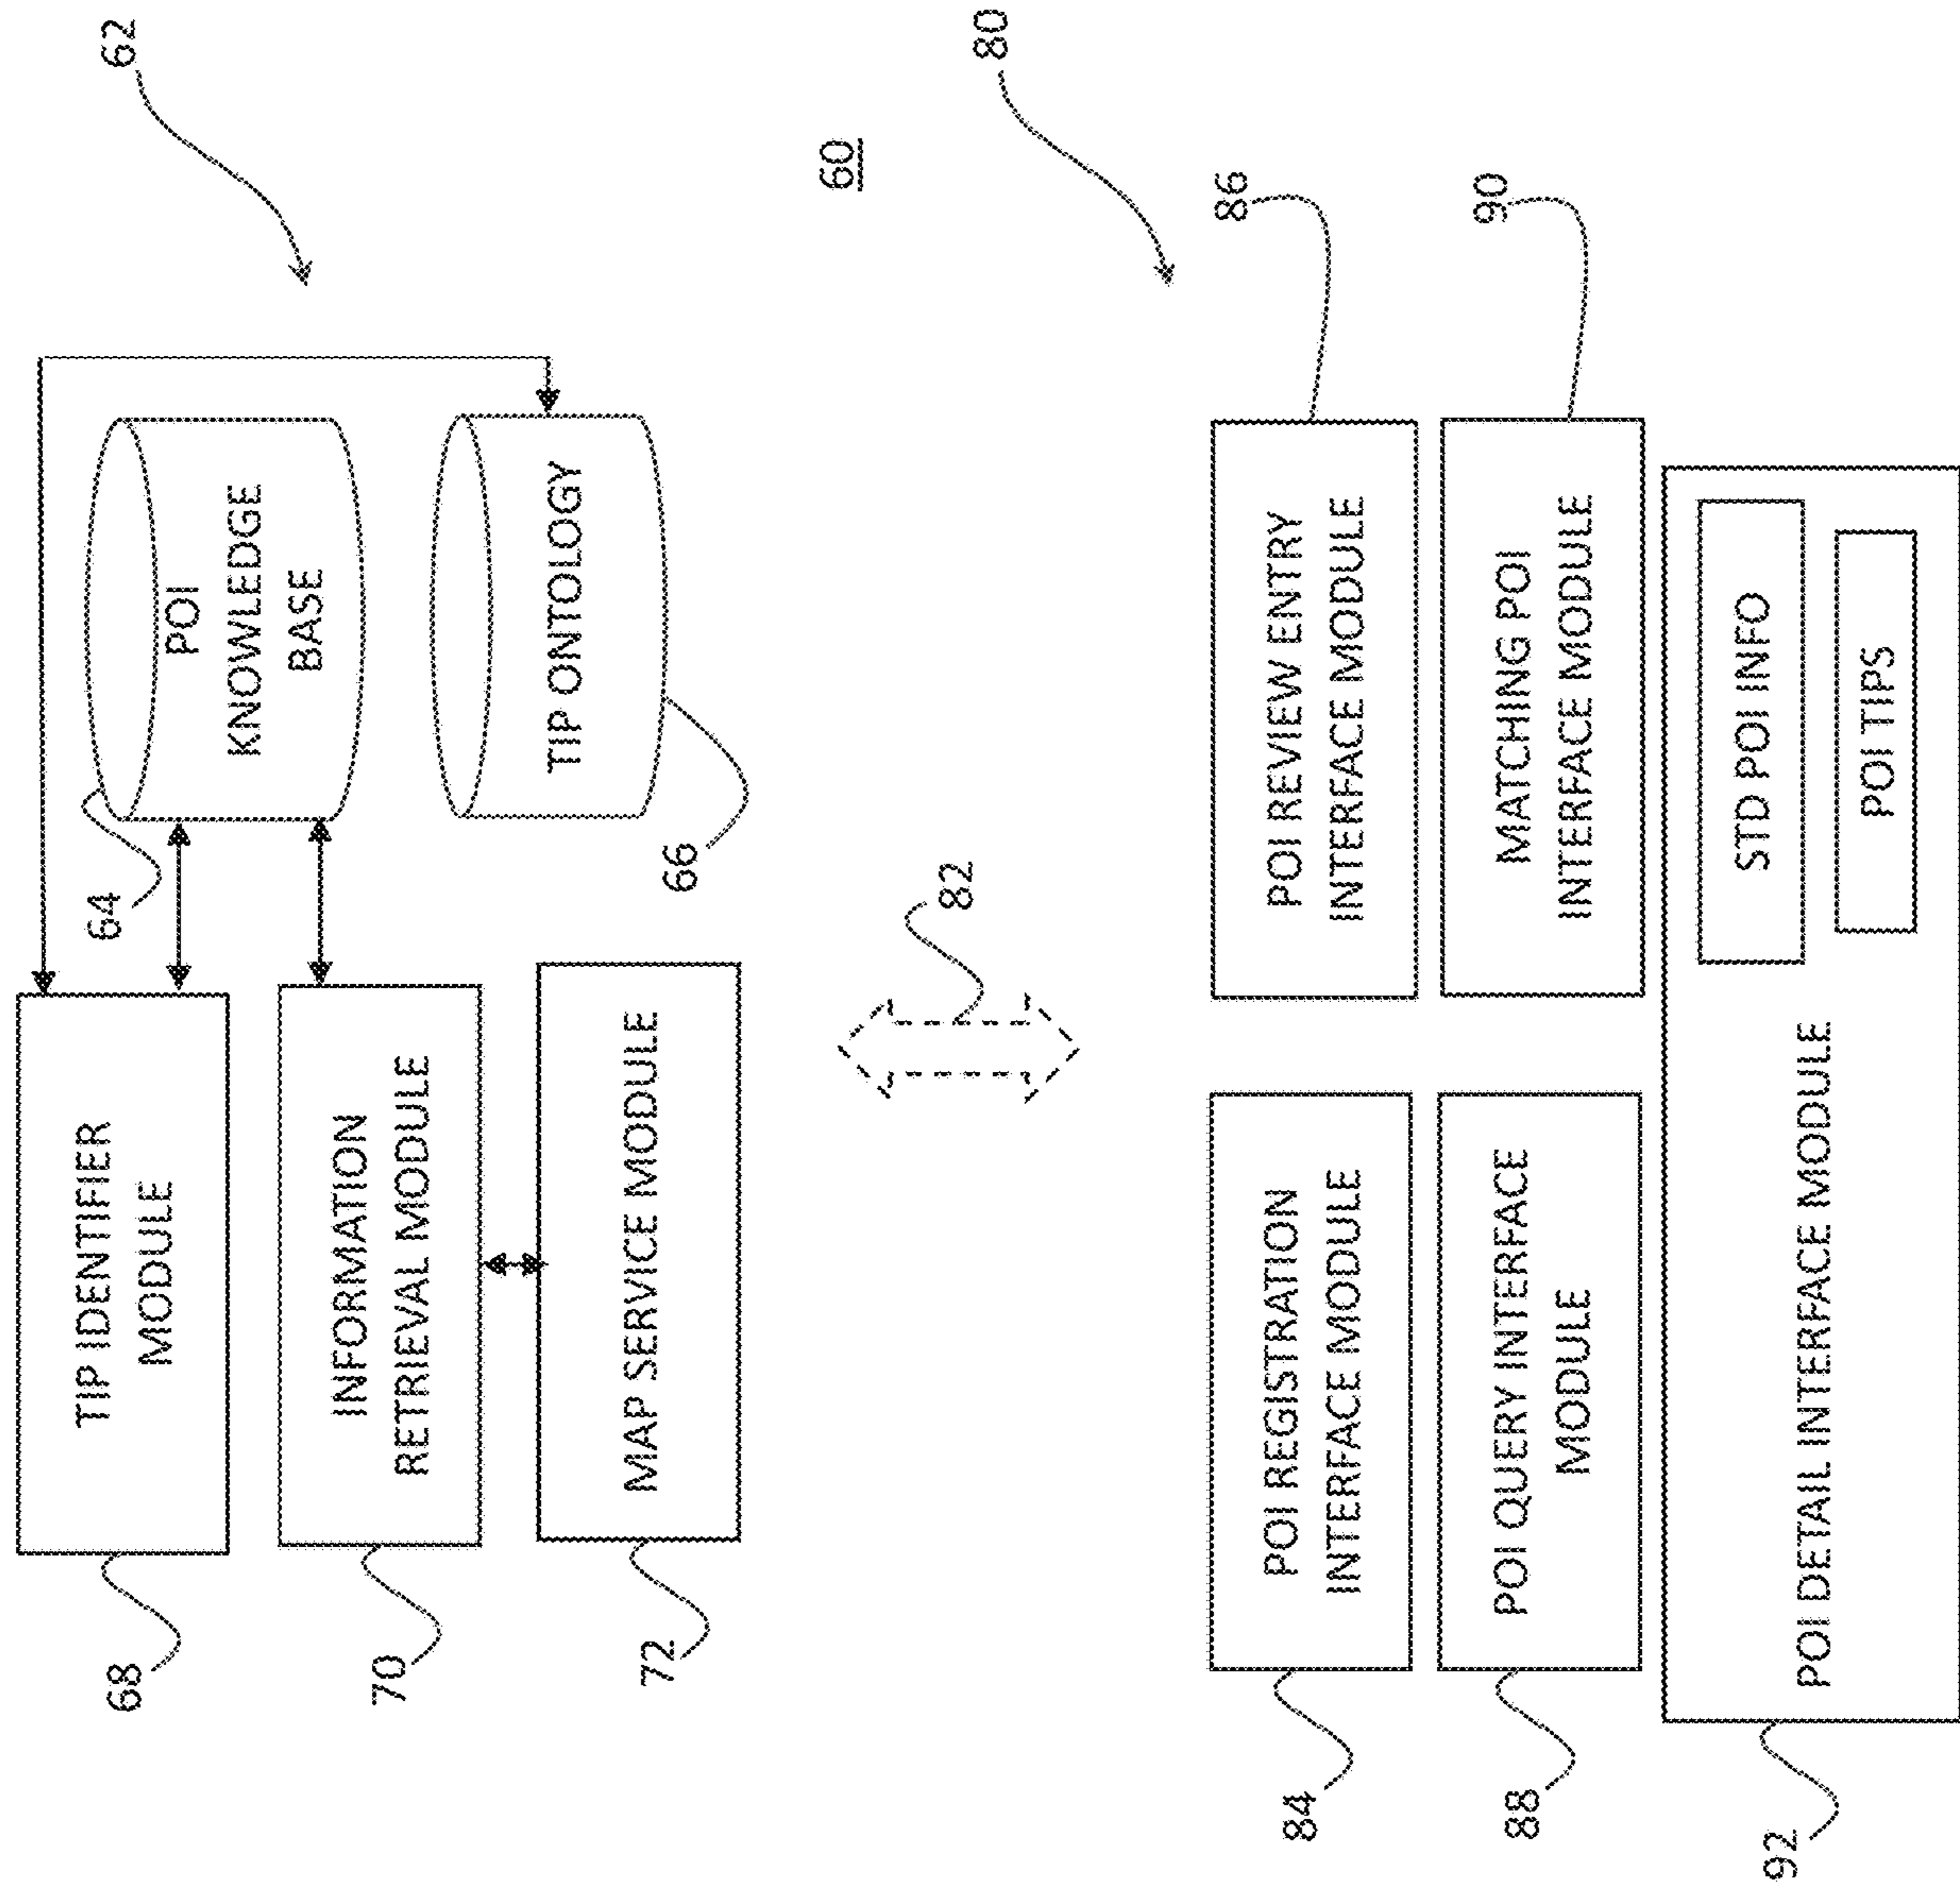 62
68
TIP IDENTIFIER
MODULE
64
POI
KNOWLEDGE
BASE
70
INFORMATION
RETRIEVAL MODULE
TIP ONTOLOGY
66
72
MAP SERVICE MODULE
60
82
80
84
POI REGISTRATION
INTERFACE MODULE
POI REVIEW ENTRY
INTERFACE MODULE
86
88
POI QUERY INTERFACE
MODULE
MATCHING POI
INTERFACE MODULE
90
92
POI DETAIL INTERFACE MODULE
STD POI INFO
POI TIPS